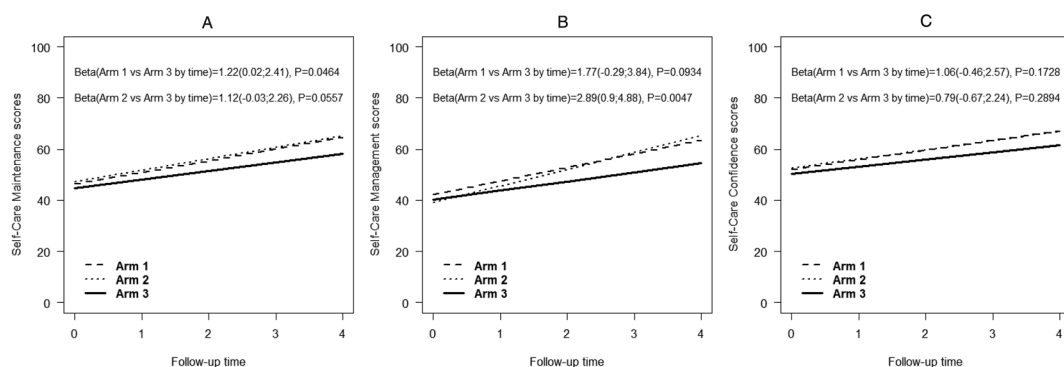 A
Self-Care Maintenance scores
100
80
60
40
20
0
Beta(Arm 1 vs Arm 3 by time)=1.22(0.02;2.41), P=0.0464
Beta(Arm 2 vs Arm 3 by time)=1.12(-0.03;2.26), P=0.0557
Arm 1
Arm 2
Arm 3
0 1 2 3 4
Follow-up time
B
Self-Care Management scores
100
80
60
40
20
0
Beta(Arm 1 vs Arm 3 by time)=1.77(-0.29;3.84), P=0.0934
Beta(Arm 2 vs Arm 3 by time)=2.89(0.9;4.88), P=0.0047
Arm 1
Arm 2
Arm 3
0 1 2 3 4
Follow-up time
C
Self-Care Confidence scores
100
80
60
40
20
0
Beta(Arm 1 vs Arm 3 by time)=1.06(-0.46;2.57), P=0.1728
Beta(Arm 2 vs Arm 3 by time)=0.79(-0.67;2.24), P=0.2894
Arm 1
Arm 2
Arm 3
0 1 2 3 4
Follow-up time